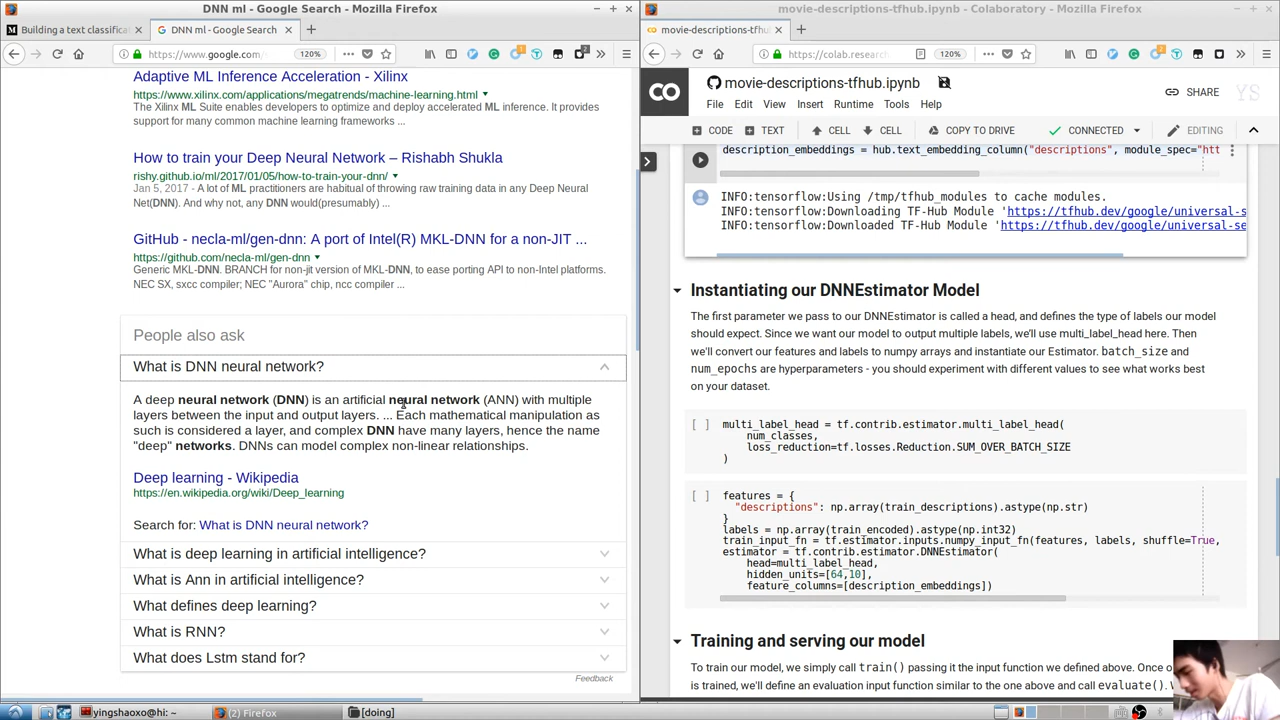 DNN ml - Google Search - Mozilla Firefox
Building a text classificat
DNN ml - Google Search
https://www.google.com
120%
Adaptive ML Inference Acceleration - Xilinx
https://www.xilinx.com/applications/megatrends/machine-learning.html
The Xilinx ML Suite enables developers to optimize and deploy accelerated ML inference. It provides
support for many common machine learning frameworks ...
How to train your Deep Neural Network – Rishabh Shukla
rishy.github.io/ml/2017/01/05/how-to-train-your-dnn/
Jan 5, 2017 - A lot of ML practitioners are habitual of throwing raw training data in any Deep Neural
Net(DNN). And why not, any DNN would(presumably) ...
GitHub - necla-ml/gen-dnn: A port of Intel(R) MKL-DNN for a non-JIT ...
https://github.com/necla-ml/gen-dnn
Generic MKL-DNN. BRANCH for non-jit version of MKL-DNN, to ease porting API to non-Intel platforms.
NEC SX, sxcc compiler; NEC "Aurora" chip, ncc compiler ...
People also ask
What is DNN neural network?
A deep neural network (DNN) is an artificial neural network (ANN) with multiple
layers between the input and output layers. ... Each mathematical manipulation as
such is considered a layer, and complex DNN have many layers, hence the name
"deep" networks. DNNs can model complex non-linear relationships.
Deep learning - Wikipedia
https://en.wikipedia.org/wiki/Deep_learning
Search for: What is DNN neural network?
What is deep learning in artificial intelligence?
What is Ann in artificial intelligence?
What defines deep learning?
What is RNN?
What does Lstm stand for?
Feedback
movie-descriptions-tfhub.ipynb - Colaboratory - Mozilla Firefox
movie-descriptions-tfhub
https://colab.research
120%
CO
movie-descriptions-tfhub.ipynb
SHARE
YS
File Edit View Insert Runtime Tools Help
CODE TEXT CELL CELL COPY TO DRIVE CONNECTED EDITING
description_embeddings = hub.text_embedding_column("descriptions", module_spec="htt
INFO:tensorflow:Using /tmp/tfhub_modules to cache modules.
INFO:tensorflow:Downloading TF-Hub Module 'https://tfhub.dev/google/universal-s
INFO:tensorflow:Downloaded TF-Hub Module 'https://tfhub.dev/google/universal-se
Instantiating our DNNEstimator Model
The first parameter we pass to our DNNEstimator is called a head, and defines the type of labels our model
should expect. Since we want our model to output multiple labels, we'll use multi_label_head here. Then
we'll convert our features and labels to numpy arrays and instantiate our Estimator. batch_size and
num_epochs are hyperparameters - you should experiment with different values to see what works best
on your dataset.
[ ] multi_label_head = tf.contrib.estimator.multi_label_head(
num_classes,
loss_reduction=tf.losses.Reduction.SUM_OVER_BATCH_SIZE
)
[ ] features = {
"descriptions": np.array(train_descriptions).astype(np.str)
}
labels = np.array(train_encoded).astype(np.int32)
train_input_fn = tf.estimator.inputs.numpy_input_fn(features, labels, shuffle=True,
estimator = tf.contrib.estimator.DNNEstimator(
head=multi_label_head,
hidden_units=[64,10],
feature_columns=[description_embeddings])
Training and serving our model
To train our model, we simply call train() passing it the input function we defined above. Once o
is trained, we'll define an evaluation input function similar to the one above and call evaluate().
yingshaoxo@hi: ~
(2) Firefox
[doing]